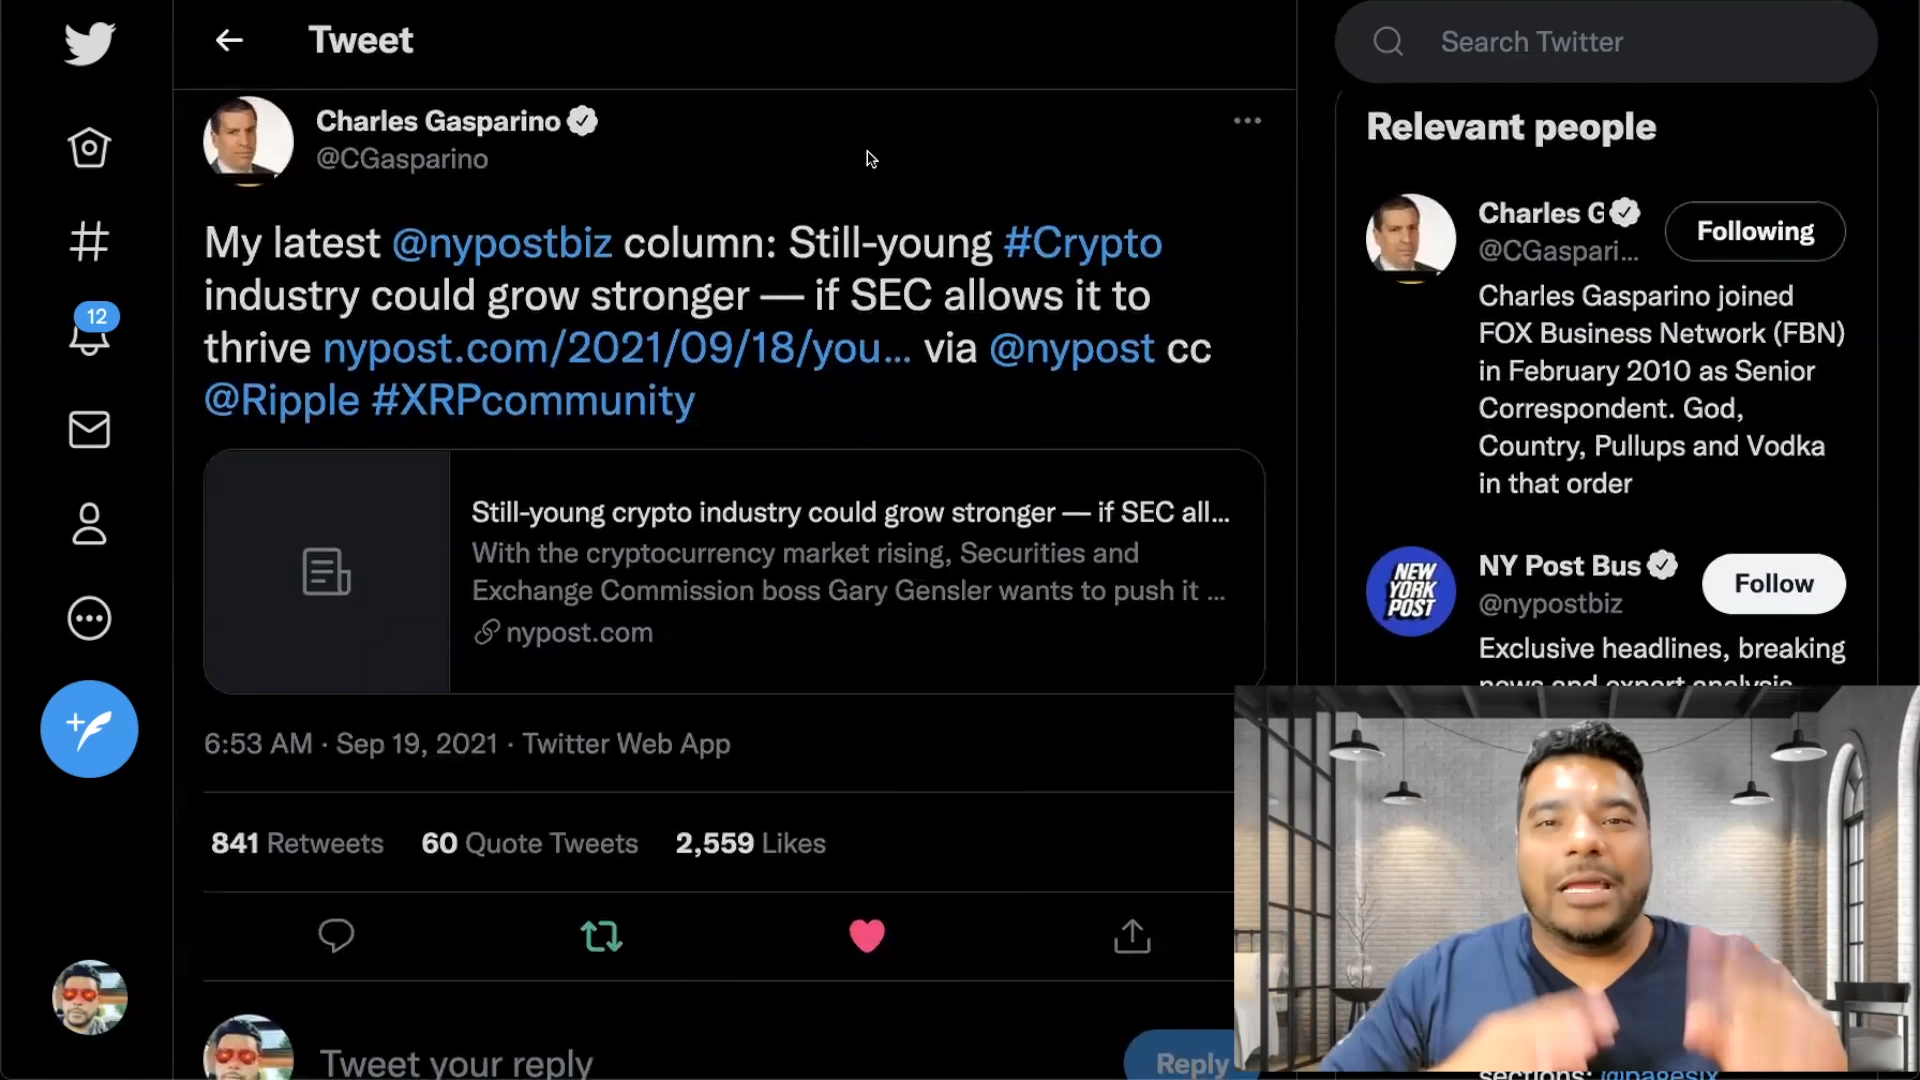 Tweet
Search Twitter
Charles Gasparino
@CGasparino
My latest @nypostbiz column: Still-young #Crypto
industry could grow stronger — if SEC allows it to
thrive nypost.com/2021/09/18/you... via @nypost cc
@Ripple #XRPcommunity
Still-young crypto industry could grow stronger — if SEC all...
With the cryptocurrency market rising, Securities and
Exchange Commission boss Gary Gensler wants to push it ...
nypost.com
6:53 AM · Sep 19, 2021 · Twitter Web App
841 Retweets 60 Quote Tweets 2,559 Likes
Tweet your reply
Reply
12
Relevant people
Charles G
@CGaspari...
Following
Charles Gasparino joined
FOX Business Network (FBN)
in February 2010 as Senior
Correspondent. God,
Country, Pullups and Vodka
in that order
NEW
YORK
POST
NY Post Bus
@nypostbiz
Follow
Exclusive headlines, breaking
news and expert analysis
sections: @pagesix